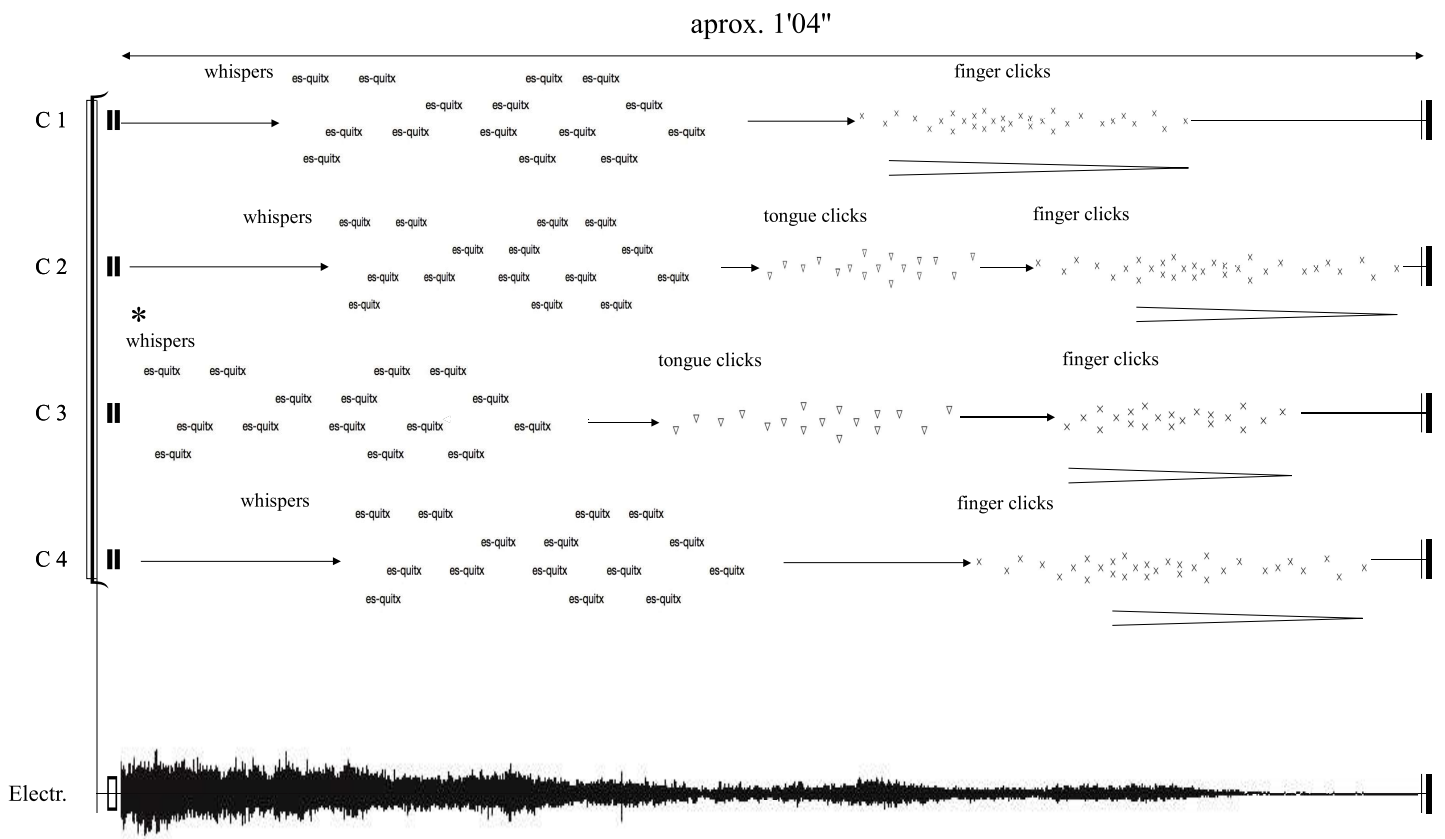 aprox. 1'04"
whispers es-quitx es-quitx es-quitx es-quitx finger clicks
es-quitx es-quitx es-quitx
C 1
es-quitx es-quitx es-quitx es-quitx es-quitx
es-quitx es-quitx es-quitx
whispers es-quitx es-quitx es-quitx es-quitx tongue clicks finger clicks
es-quitx es-quitx es-quitx
C 2
es-quitx es-quitx es-quitx es-quitx es-quitx
es-quitx es-quitx es-quitx
*
whispers
tongue clicks finger clicks
es-quitx es-quitx es-quitx es-quitx
es-quitx es-quitx es-quitx
C 3
es-quitx es-quitx es-quitx es-quitx es-quitx
es-quitx es-quitx es-quitx
whispers finger clicks
es-quitx es-quitx es-quitx es-quitx
es-quitx es-quitx es-quitx
C 4
es-quitx es-quitx es-quitx es-quitx es-quitx
es-quitx es-quitx es-quitx
Electr.